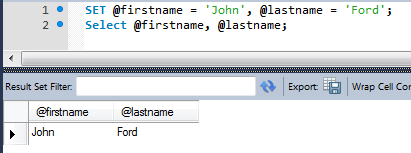 1 SET @firstname = 'John', @lastname = 'Ford';
2 Select @firstname, @lastname;
Result Set Filter: Export: Wrap Cell Con
@firstname @lastname
John Ford